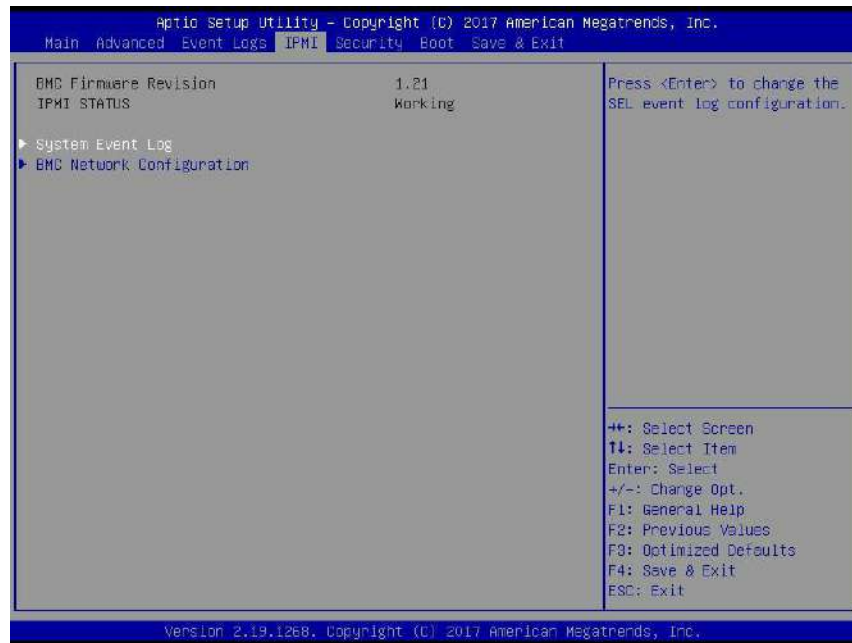 Aptio Setup Utility – Copyright (C) 2017 American Megatrends, Inc.
Main Advanced Event Logs IPMI Security Boot Save & Exit
BMC Firmware Revision 1.21
IPMI STATUS Working
▶ System Event Log
▶ BMC Network Configuration
Press <Enter> to change the
SEL event log configuration.
→←: Select Screen
↑↓: Select Item
Enter: Select
+/-: Change Opt.
F1: General Help
F2: Previous Values
F3: Optimized Defaults
F4: Save & Exit
ESC: Exit
Version 2.19.1268. Copyright (C) 2017 American Megatrends, Inc.